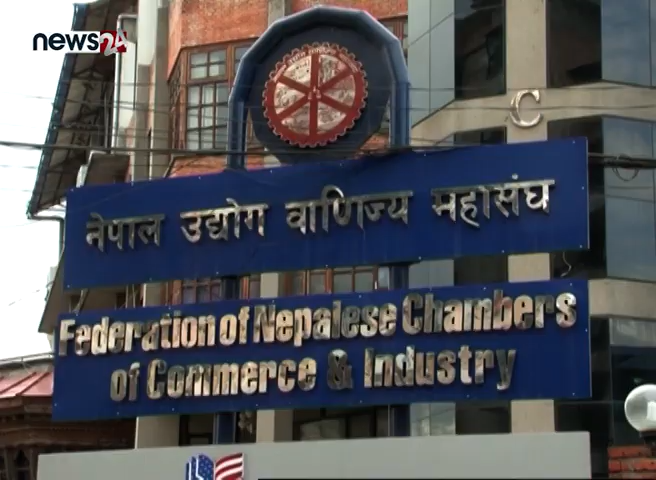 news24
C
नेपाल उद्योग वाणिज्य महासंघ
Federation of Nepalese Chambers
of Commerce & Industry